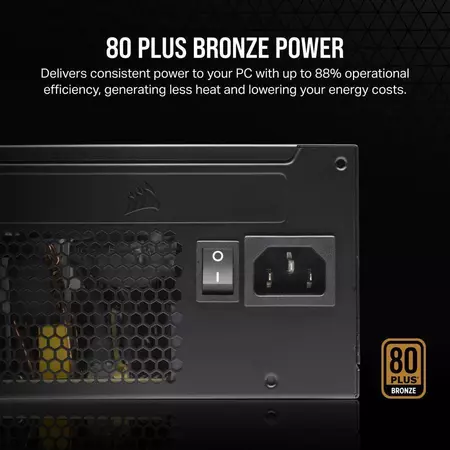 80 PLUS BRONZE POWER
Delivers consistent power to your PC with up to 88% operational
efficiency, generating less heat and lowering your energy costs.
80
PLUS
BRONZE